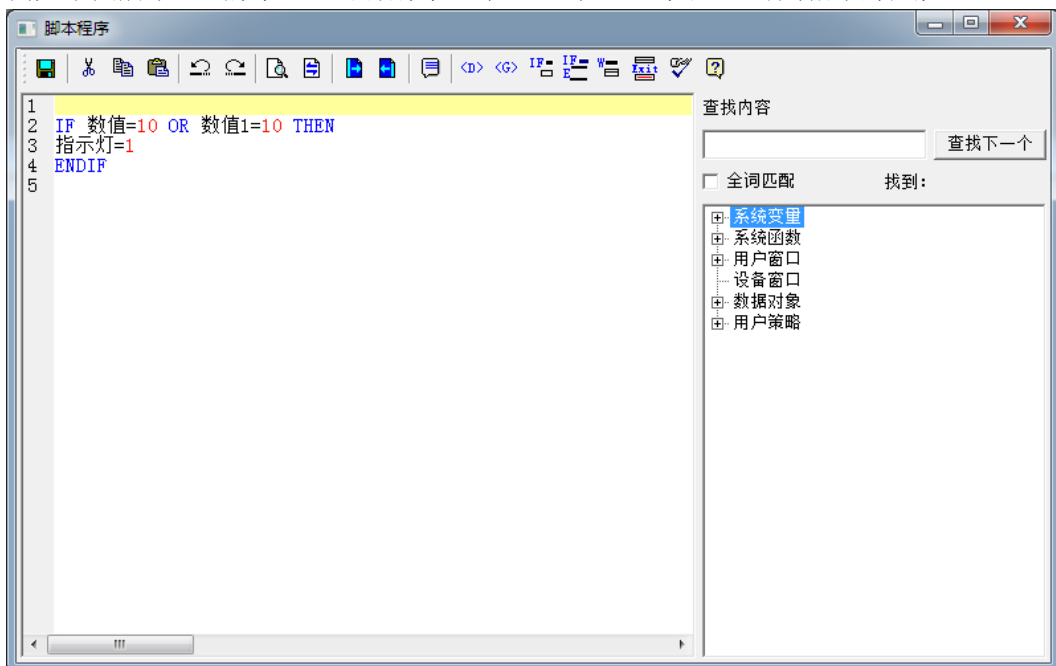 脚本程序
<D> <G> IF IF E W Exit
1
2 IF 数值=10 OR 数值1=10 THEN
3 指示灯=1
4 ENDIF
5
查找内容
查找下一个
全词匹配 找到:
系统变量
系统函数
用户窗口
设备窗口
数据对象
用户策略